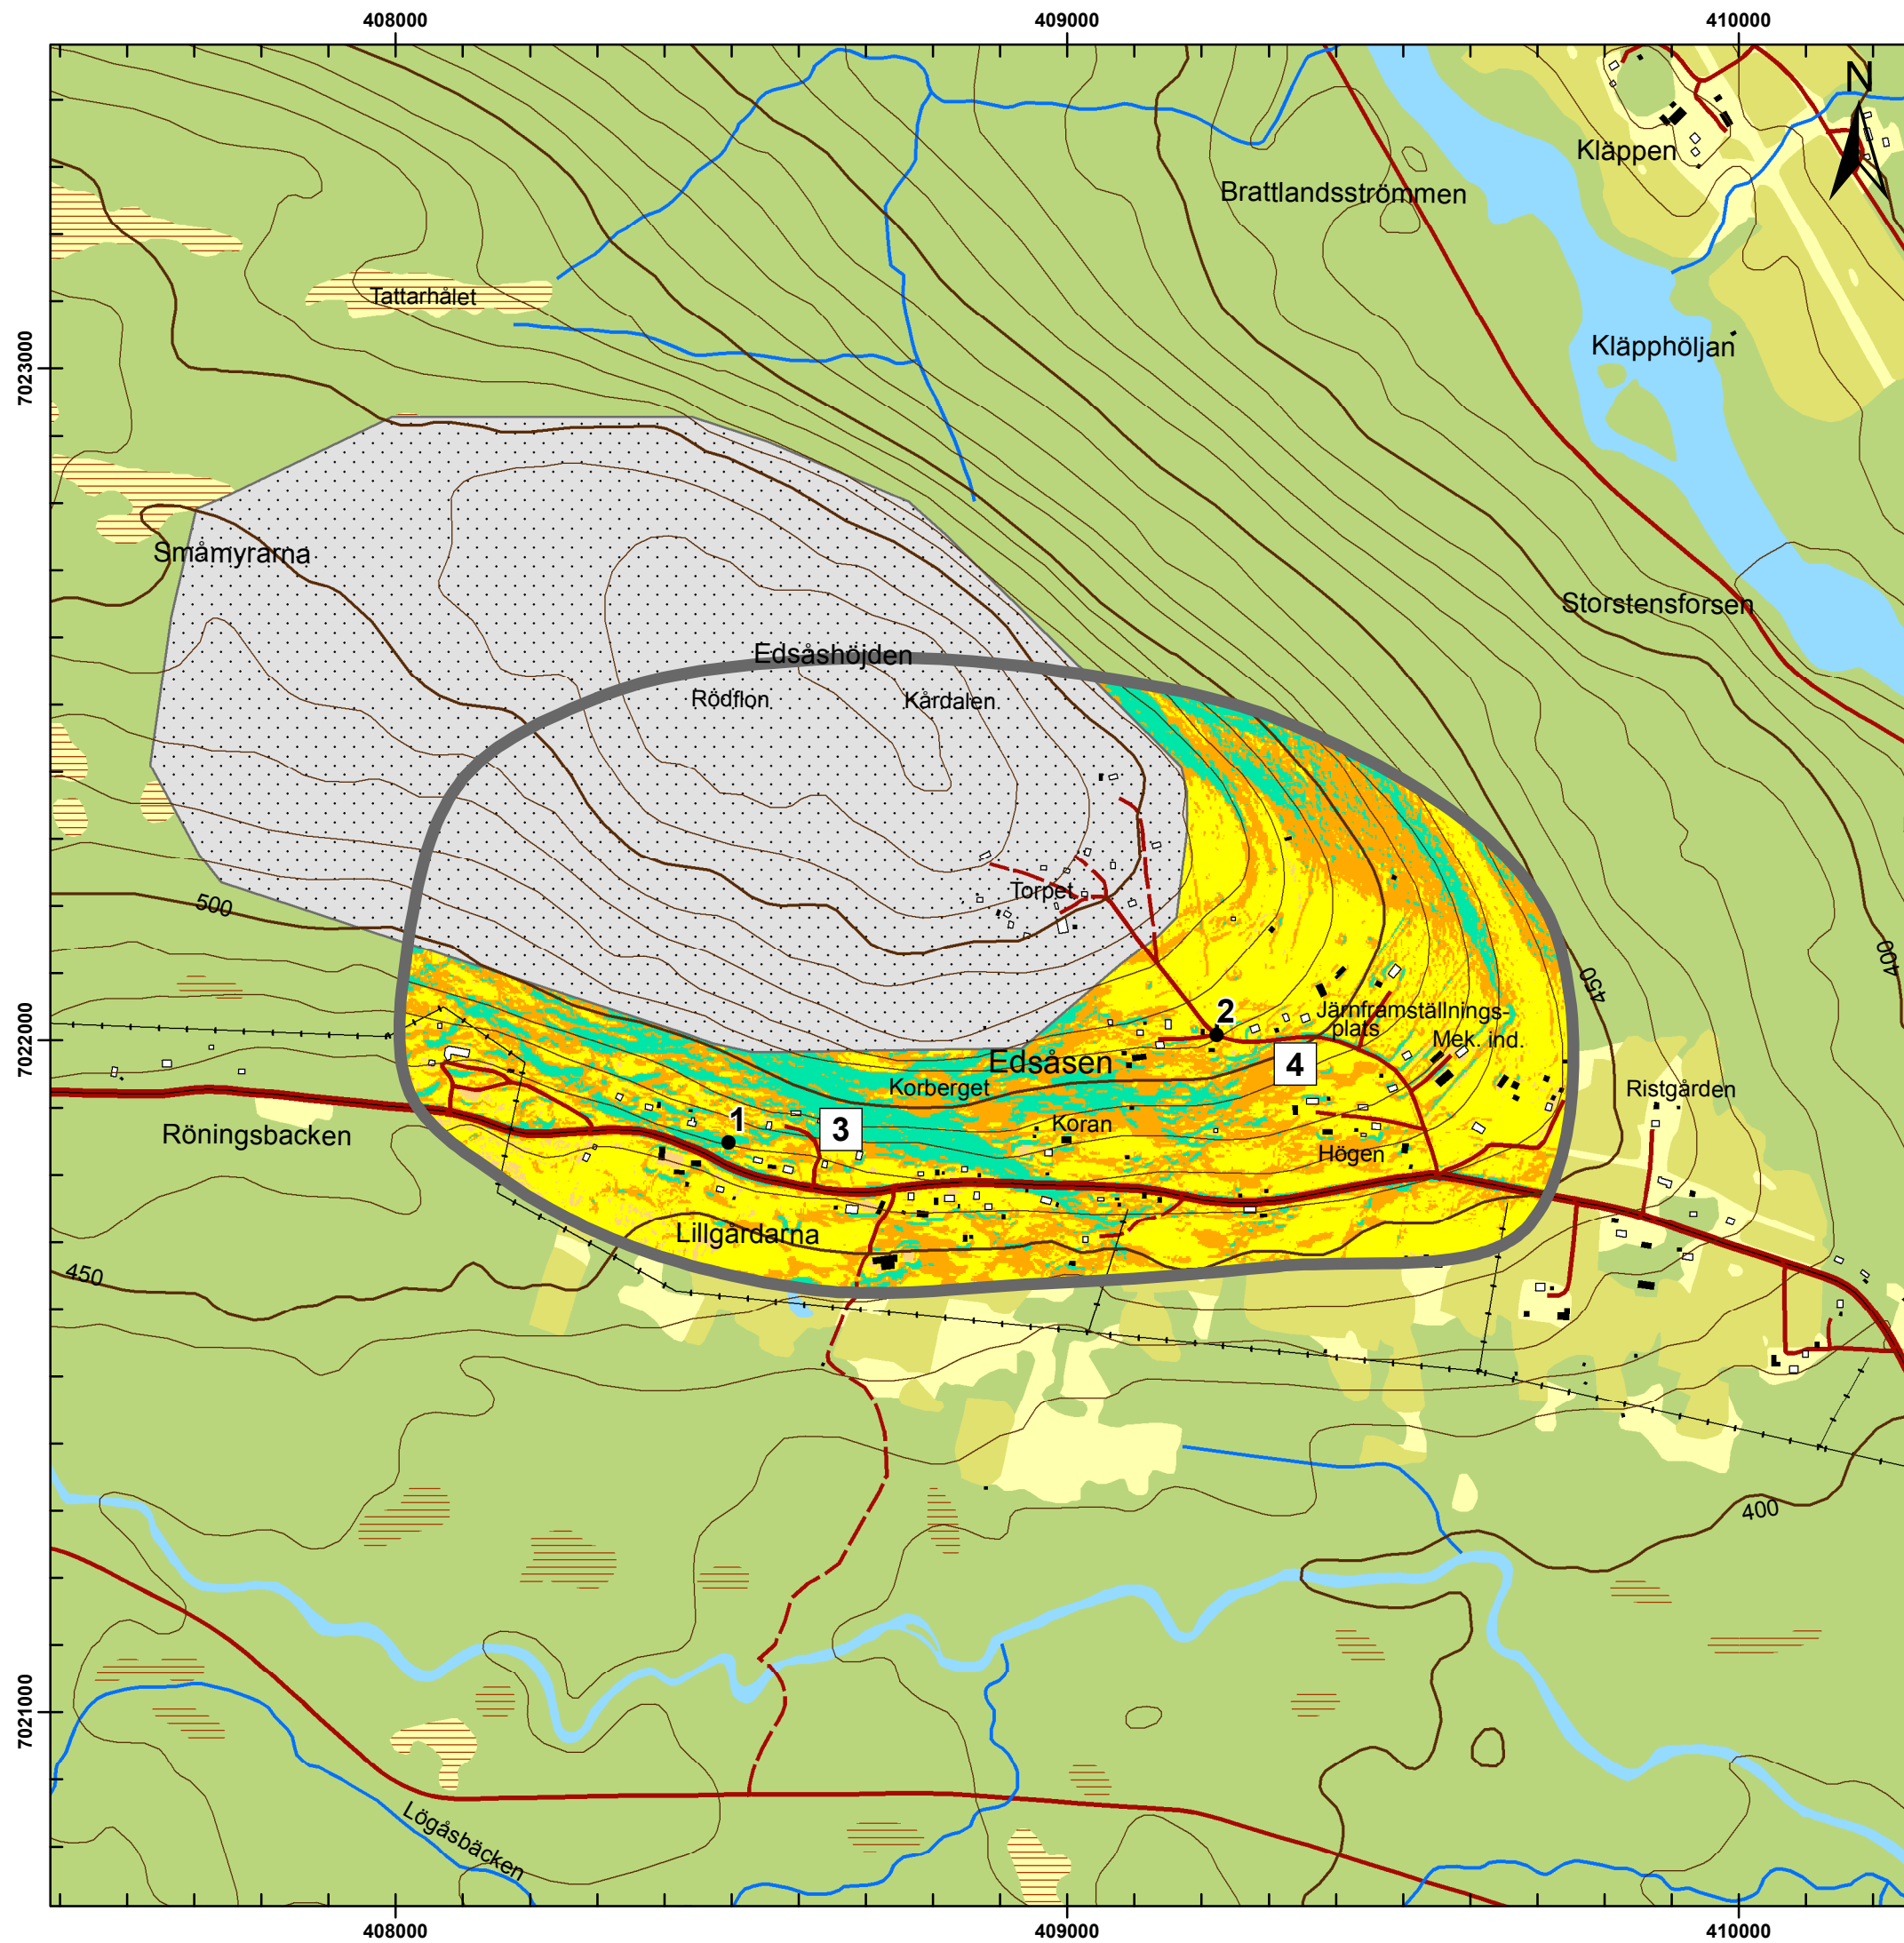 408000
409000
410000
N
Kläppen
Brattlandsströmmen
Tattarhålet
Kläpphöljan
7023000
Småmyrarna
Storstensforsen
Edsåshöjden
Rödflon
Kårdalen
Torpet
500
400
450
2
Järnframställnings-
plats
Mek. ind.
7022000
Edsåsen
4
Korberget
Ristgården
1
3
Koran
Röningsbacken
Högen
Lillgårdarna
450
400
7021000
Lögåsbäcken
408000
409000
410000